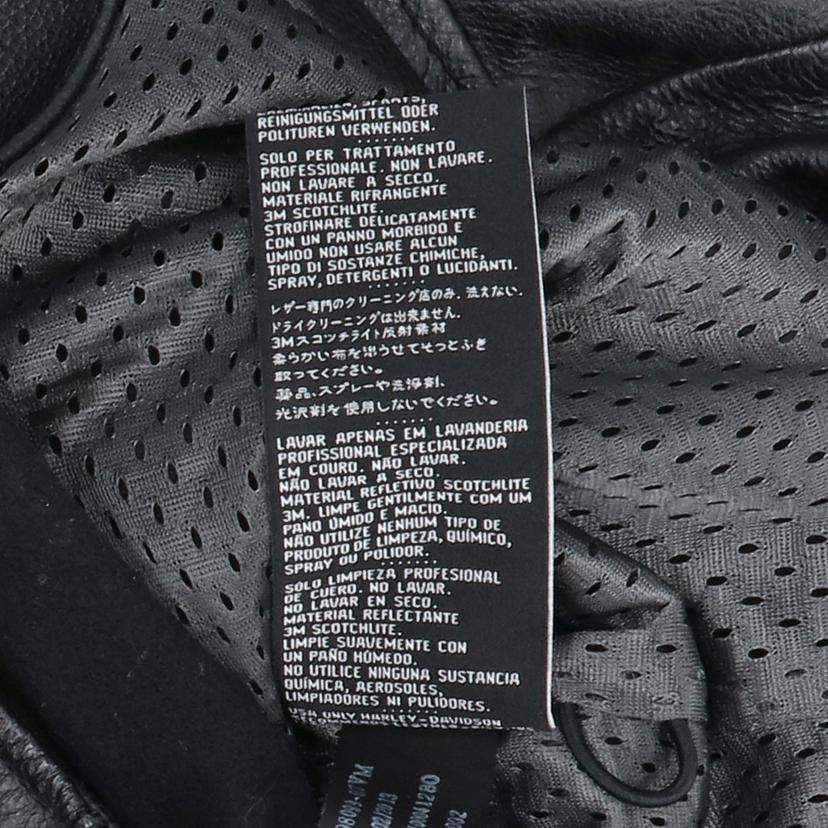 REINIGUNGSMITTEL ODER
POLITUREN VERWENDEN.
SOLO PER TRATTAMENTO
PROFESSIONALE. NON LAVARE.
NON LAVARE A SECCO.
MATERIALE RIFRANGENTE
3M SCOTCHLITE.
STROFINARE DELICATAMENTE
CON UN PANNO MORBIDO E
UMIDO NON USARE ALCUN
TIPO DI SOSTANZE CHIMICHE,
SPRAY, DETERGENTI O LUCIDANTI.
レザー専門のクリーニング店のみ. 洗えない.
ドライクリーニングは出来ません.
3Mスコッチライト反射素材
柔らかい布を湿うせてそっとふき
取ってください.
薬品、スプレーや洗浄剤、
光沢剤を使用しないでください。
LAVAR APENAS EM LAVANDERIA
PROFISSIONAL ESPECIALIZADA
EM COURO. NÃO LAVAR.
NÃO LAVAR A SECO.
MATERIAL REFLETIVO SCOTCHLITE
3M. LIMPE GENTILMENTE COM UM
PANO ÚMIDO E MACIO.
NÃO UTILIZE NENHUM TIPO DE
PRODUTO DE LIMPEZA, QUÍMICO,
SPRAY OU POLIDOR.
SÓLO LIMPIEZA PROFESIONAL
DE CUERO. NO LAVAR.
NO LAVAR EN SECO.
MATERIAL REFLECTANTE
3M SCOTCHLITE.
LIMPIE SUAVEMENTE CON
UN PAÑO HÚMEDO.
NO UTILICE NINGUNA SUSTANCIA
QUÍMICA, AEROSOLES,
LIMPIADORES NI PULIDORES.
USA ONLY HARLEY-DAVIDSON